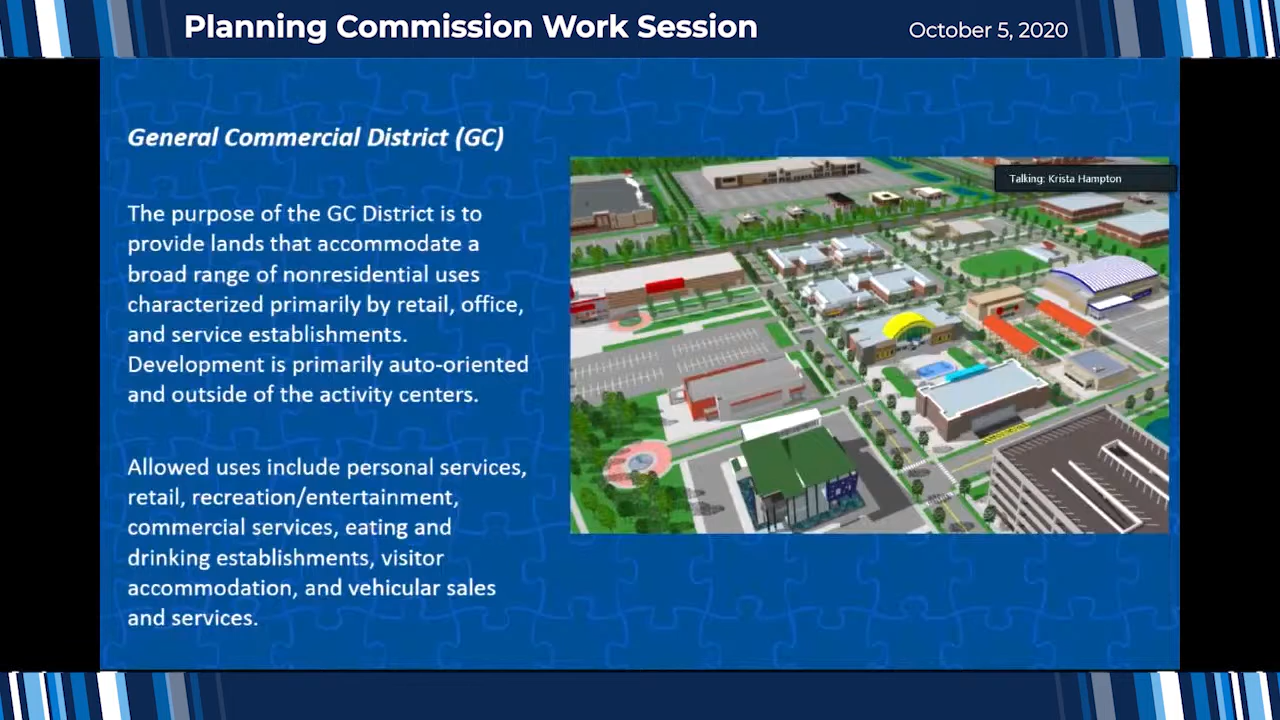 Planning Commission Work Session
October 5, 2020
General Commercial District (GC)
Talking: Krista Hampton
The purpose of the GC District is to
provide lands that accommodate a
broad range of nonresidential uses
characterized primarily by retail, office,
and service establishments.
Development is primarily auto-oriented
and outside of the activity centers.
Allowed uses include personal services,
retail, recreation/entertainment,
commercial services, eating and
drinking establishments, visitor
accommodation, and vehicular sales
and services.